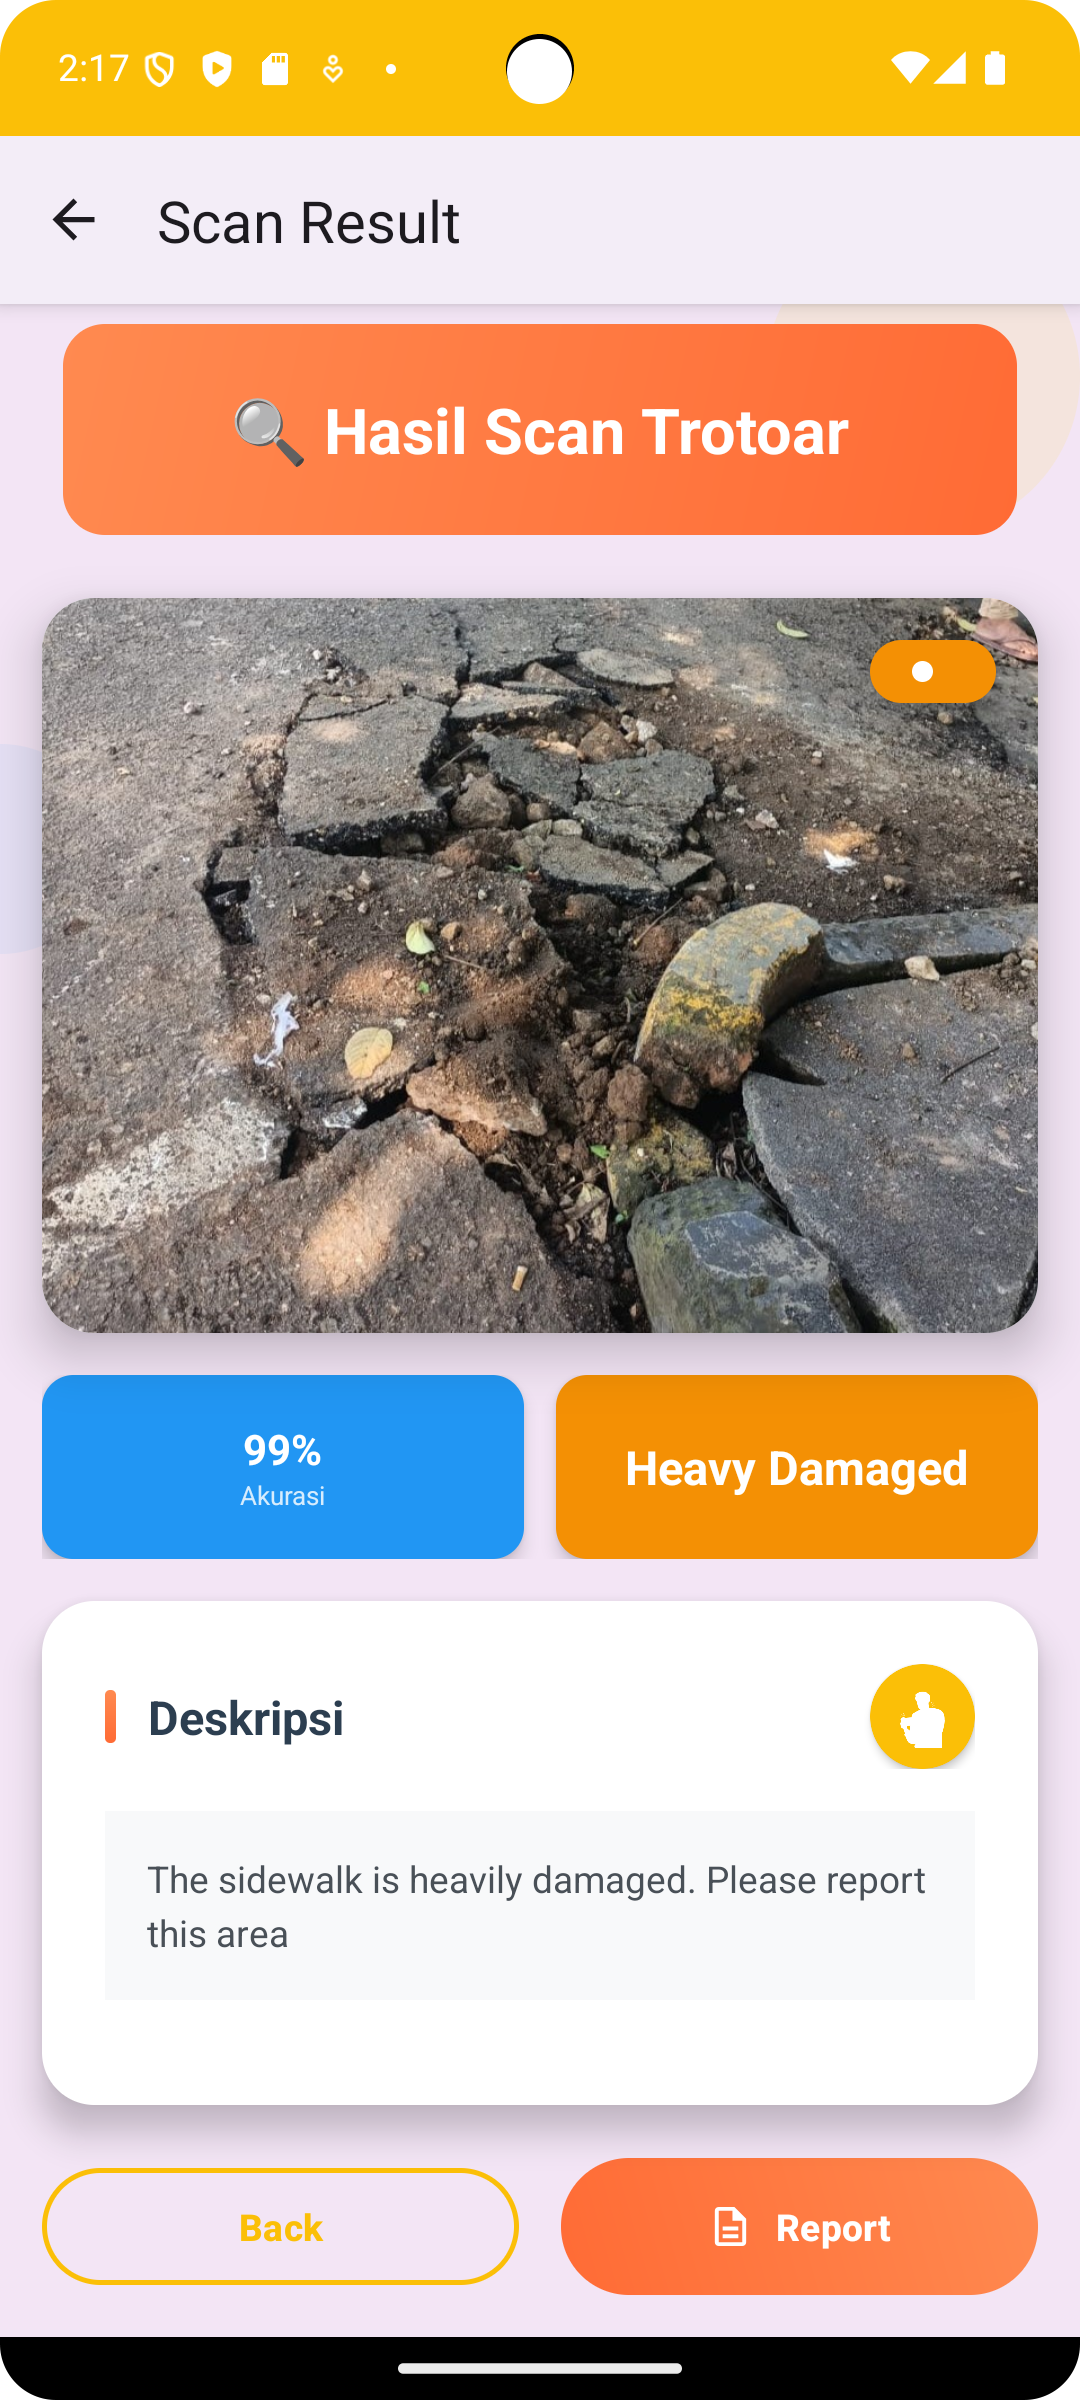 2:17
Scan Result
Hasil Scan Trotoar
99%
Akurasi
Heavy Damaged
Deskripsi
The sidewalk is heavily damaged. Please report
this area
Back
Report